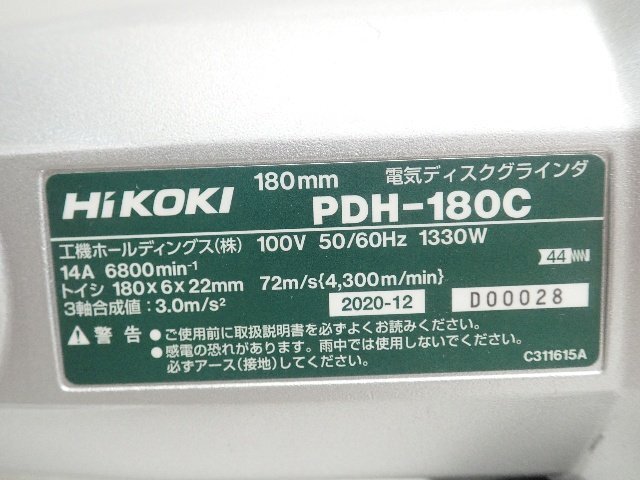 HiKOKI 180mm 電気ディスクグラインダ
PDH-180C
工機ホールディングス(株) 100V 50/60Hz 1330W
14A 6800min⁻¹
44
トイシ 180×6×22mm 72m/s{4,300m/min}
3軸合成値：3.0m/s² 2020-12 D00028
⚠ 警告 ●ご使用前に取扱説明書を必ずよくお読みください。
●感電の恐れがあります。雨中では使用しないでください。
必ずアース(接地)してください。
C311615A